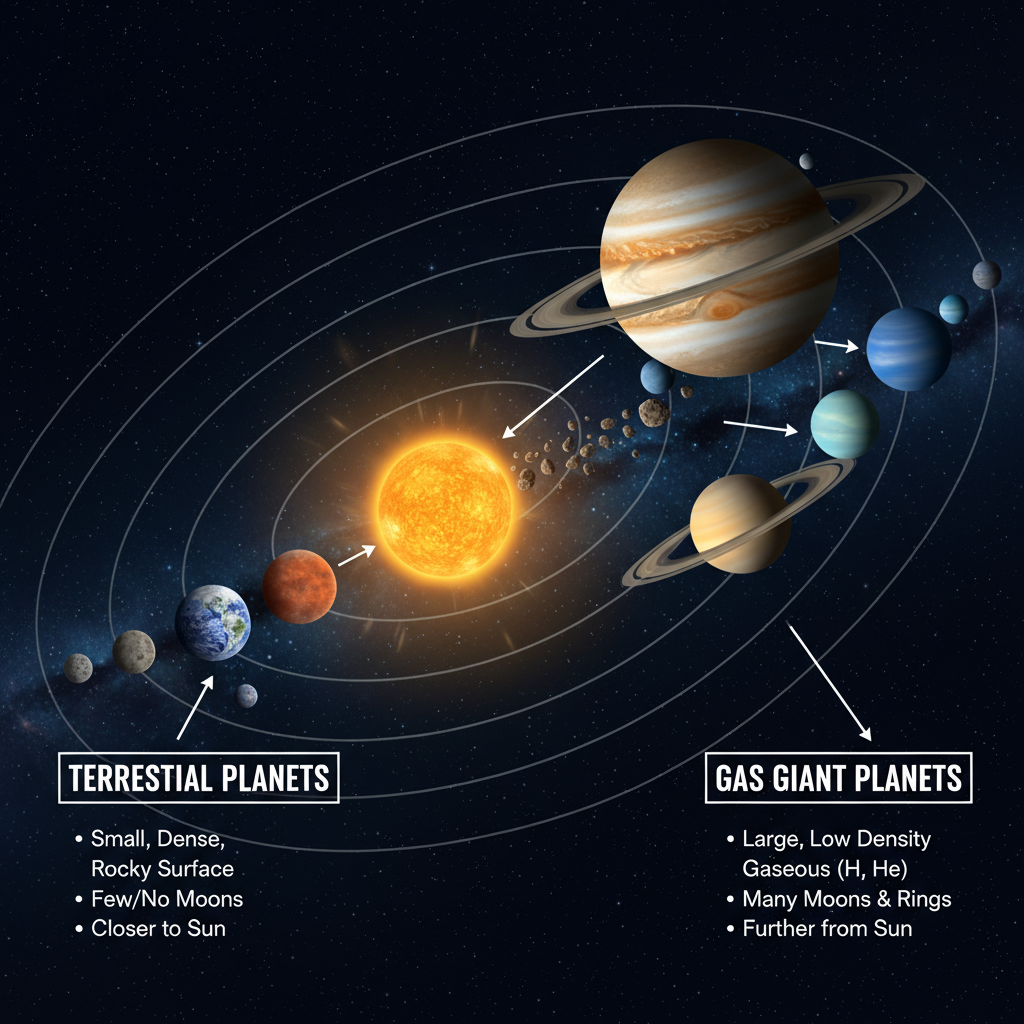 TERRESTIAL PLANETS
• Small, Dense,
Rocky Surface
• Few/No Moons
• Closer to Sun
GAS GIANT PLANETS
• Large, Low Density
Gaseous (H, He)
• Many Moons & Rings
• Further from Sun